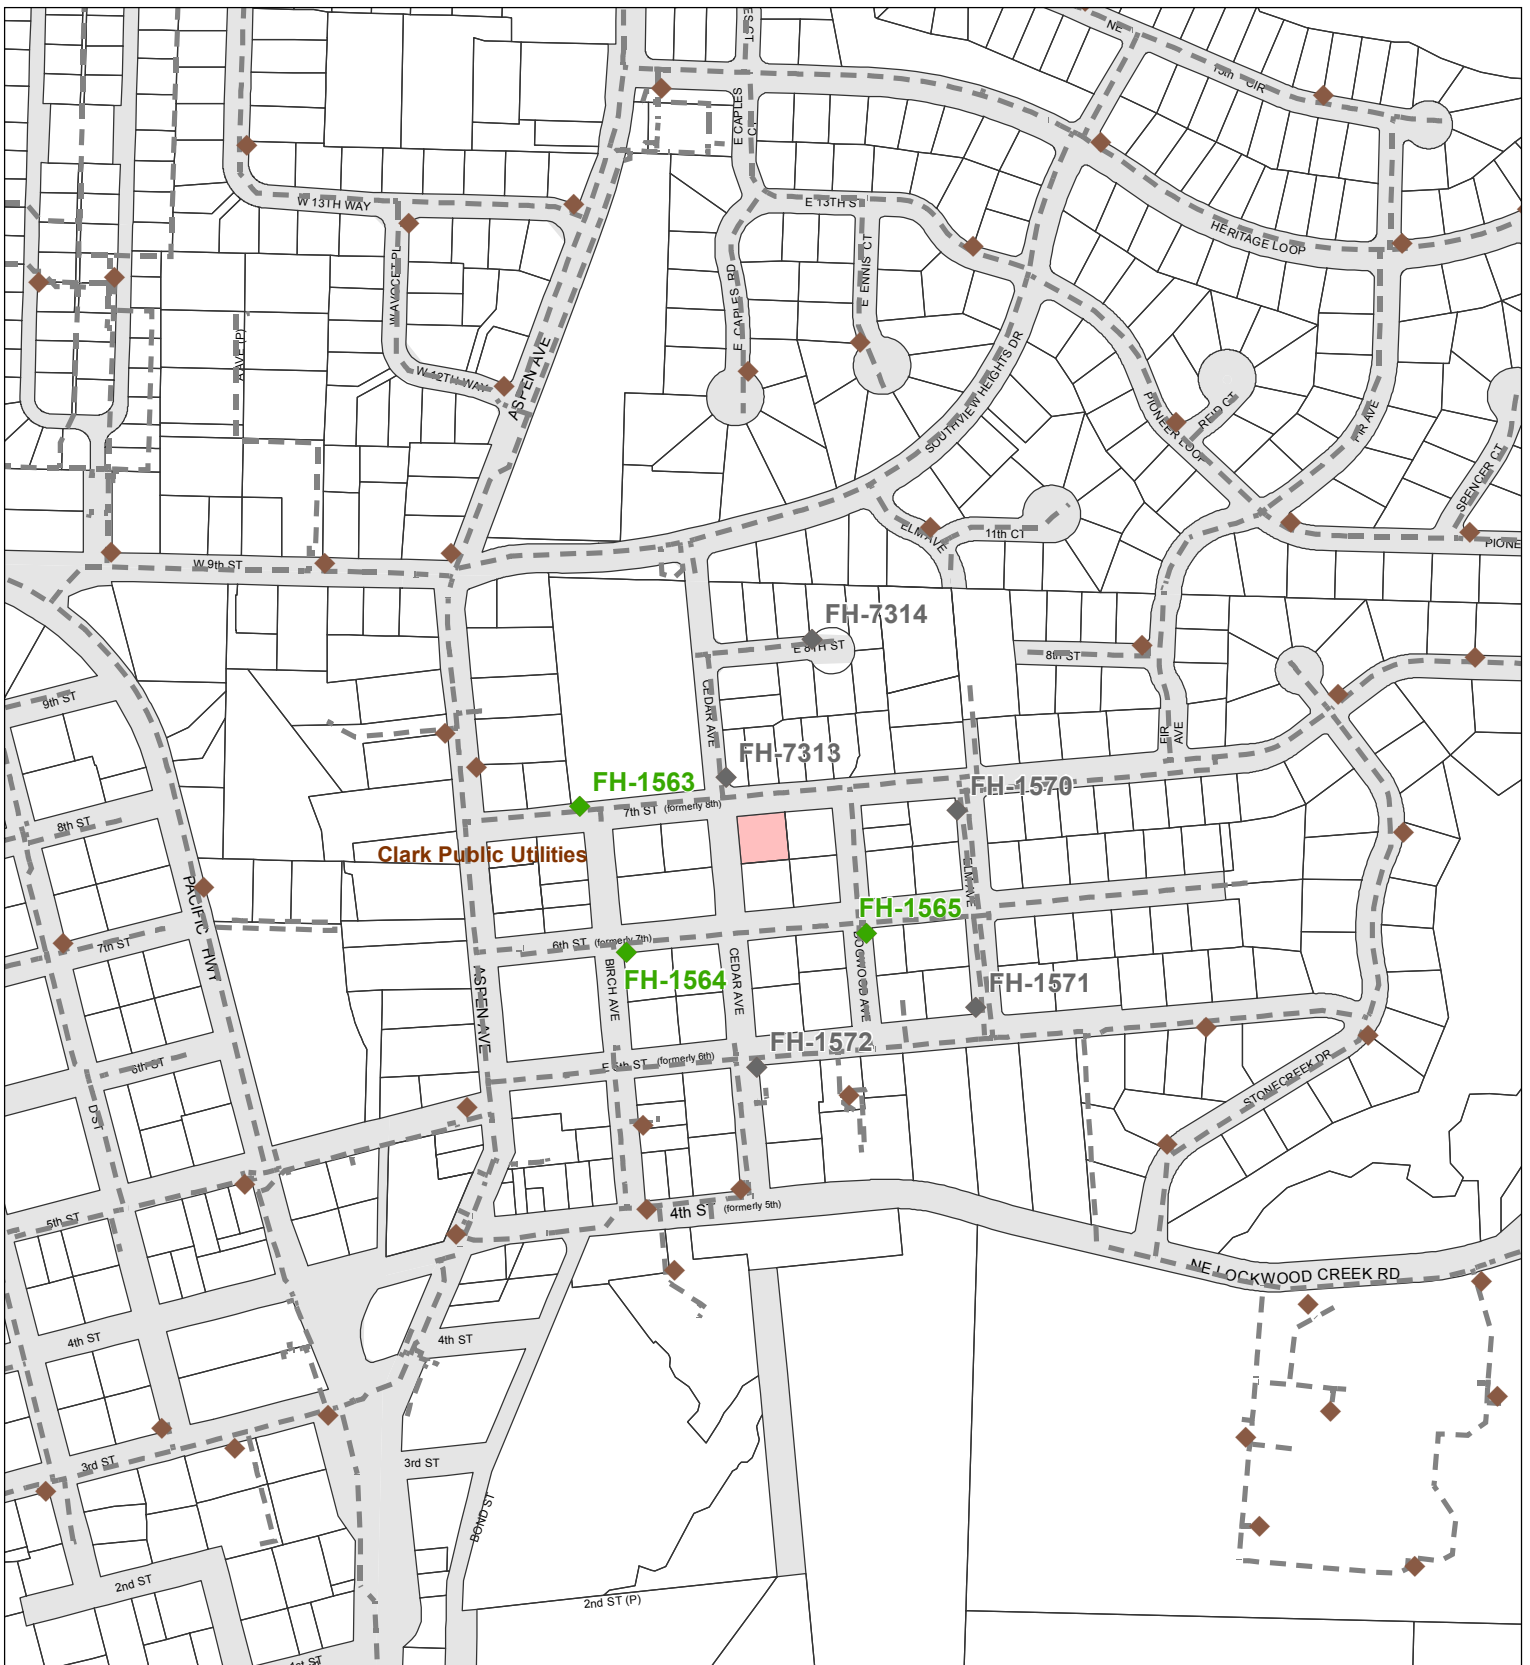 ES CT
NE
15th CIR
E CAPLES
CT
W 13TH WAY
E 13TH ST
HERITAGE LOOP
W AVOCET PL
E CAPLES RD
E ENNIS CT
A AVE (P)
W 12TH WAY
ASPEN AVE
SOUTHVIEW HEIGHTS DR
PIONEER LOOP
REID CT
FIR AVE
SPENCER CT
ELM AVE
11th CT
PIONE
W 9th ST
FH-7314
E 8TH ST
8th ST
9th ST
CEDAR AVE
FIR
AVE
FH-7313
FH-1563
FH-1570
7th ST (formerly 8th)
8th ST
Clark Public Utilities
PACIFIC HWY
ELM AVE
FH-1565
7th ST
6th ST (formerly 7th)
DOGWOOD AVE
FH-1564
ASPEN AVE
BIRCH AVE
CEDAR AVE
FH-1571
FH-1572
E 5th ST (formerly 6th)
6th ST
STONECREEK DR
D ST
4th ST (formerly 5th)
5th ST
NE LOCKWOOD CREEK RD
4th ST
4th ST
3rd ST
3rd ST
BOND ST
2nd ST
2nd ST (P)
1st ST